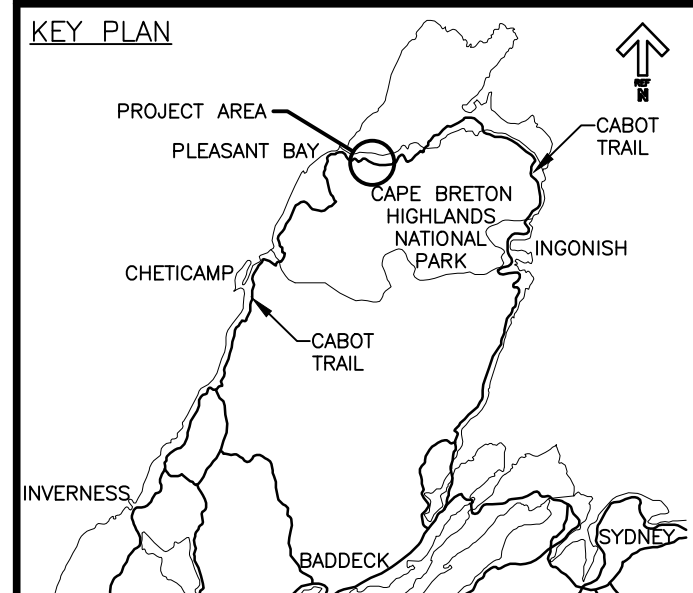 KEY PLAN
REF
N
PROJECT AREA
PLEASANT BAY
CABOT
TRAIL
CAPE BRETON
HIGHLANDS
NATIONAL
PARK
INGONISH
CHETICAMP
CABOT
TRAIL
INVERNESS
BADDECK
SYDNEY